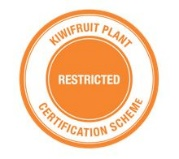 KIWIFRUIT PLANT
RESTRICTED
CERTIFICATION SCHEME